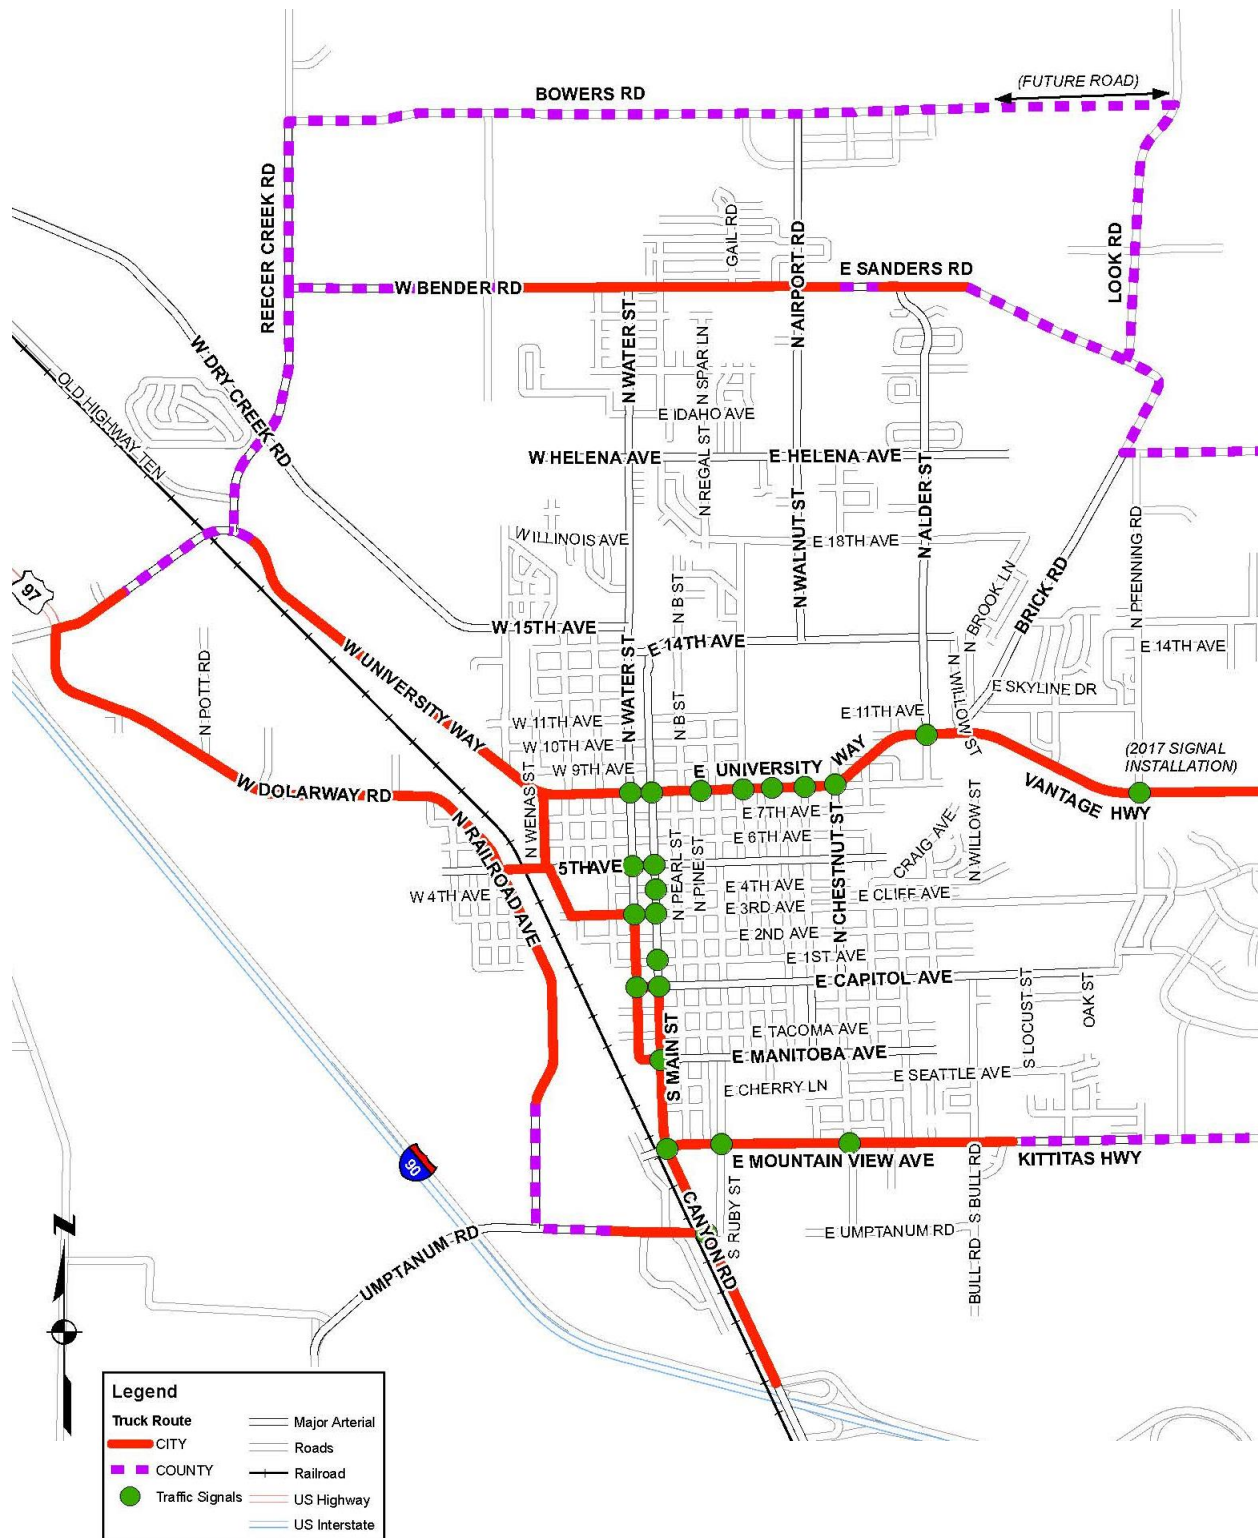 (FUTURE ROAD)
BOWERS RD
REECER CREEK RD
GAIL RD
N AIRPORT RD
E SANDERS RD
LOOK RD
W BENDER RD
N WATER ST
N SPAR LN
W DRY CREEK RD
OLD HIGHWAY TEN
E IDAHO AVE
W HELENA AVE
E HELENA AVE
N REGAL ST
N WALNUT ST
N ALDER ST
W ILLINOIS AVE
E 18TH AVE
97
N B ST
N BROOK LN
BRICK RD
N PFENNING RD
W 15TH AVE
E 14TH AVE
E 14TH AVE
W UNIVERSITY WAY
N POTT RD
N WATER ST
N B ST
N WILLOW ST
E SKYLINE DR
W 11TH AVE
E 11TH AVE
W 10TH AVE
W 9TH AVE
E UNIVERSITY WAY
(2017 SIGNAL
INSTALLATION)
VANTAGE HWY
W DOLARWAY RD
N WENAS ST
E 7TH AVE
E 6TH AVE
N RAILROAD AVE
N PEARL ST
N PINE ST
N CHESTNUT ST
CRAIG AVE
N WILLOW ST
5TH AVE
W 4TH AVE
E 4TH AVE
E CLIFF AVE
E 3RD AVE
E 2ND AVE
E 1ST AVE
E CAPITOL AVE
S LOCUST ST
OAK ST
S MAIN ST
E TACOMA AVE
E MANITOBA AVE
E SEATTLE AVE
E CHERRY LN
90
E MOUNTAIN VIEW AVE
KITTITAS HWY
CANYON RD
S RUBY ST
S BULL RD
UMPTANUM RD
E UMPTANUM RD
BULL RD
N
Legend
Truck Route
CITY
COUNTY
Traffic Signals
Major Arterial
Roads
Railroad
US Highway
US Interstate